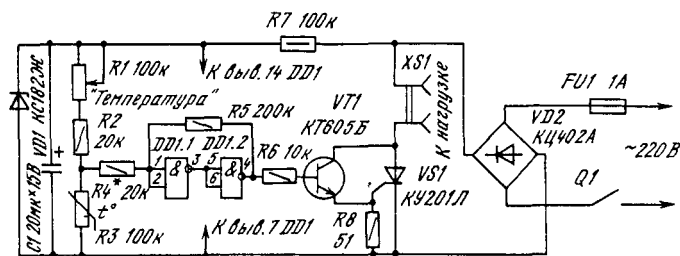 R7 100к
К выв. 14 DD1
XS1
К нагрузке
FU1 1А
VD2
КЦ402А
~220 В
Q1
VD1 КС182Ж
C1 20мк×15В
+
R1 100к
"Температура"
R2
20к
R4* 20к
t°
R3 100к
R5 200к
DD1.1 DD1.2
1
2
&
3
5
6
&
4
R6 10к
VT1
КТ605Б
VS1
КУ201Л
R8
51
К выв. 7 DD1